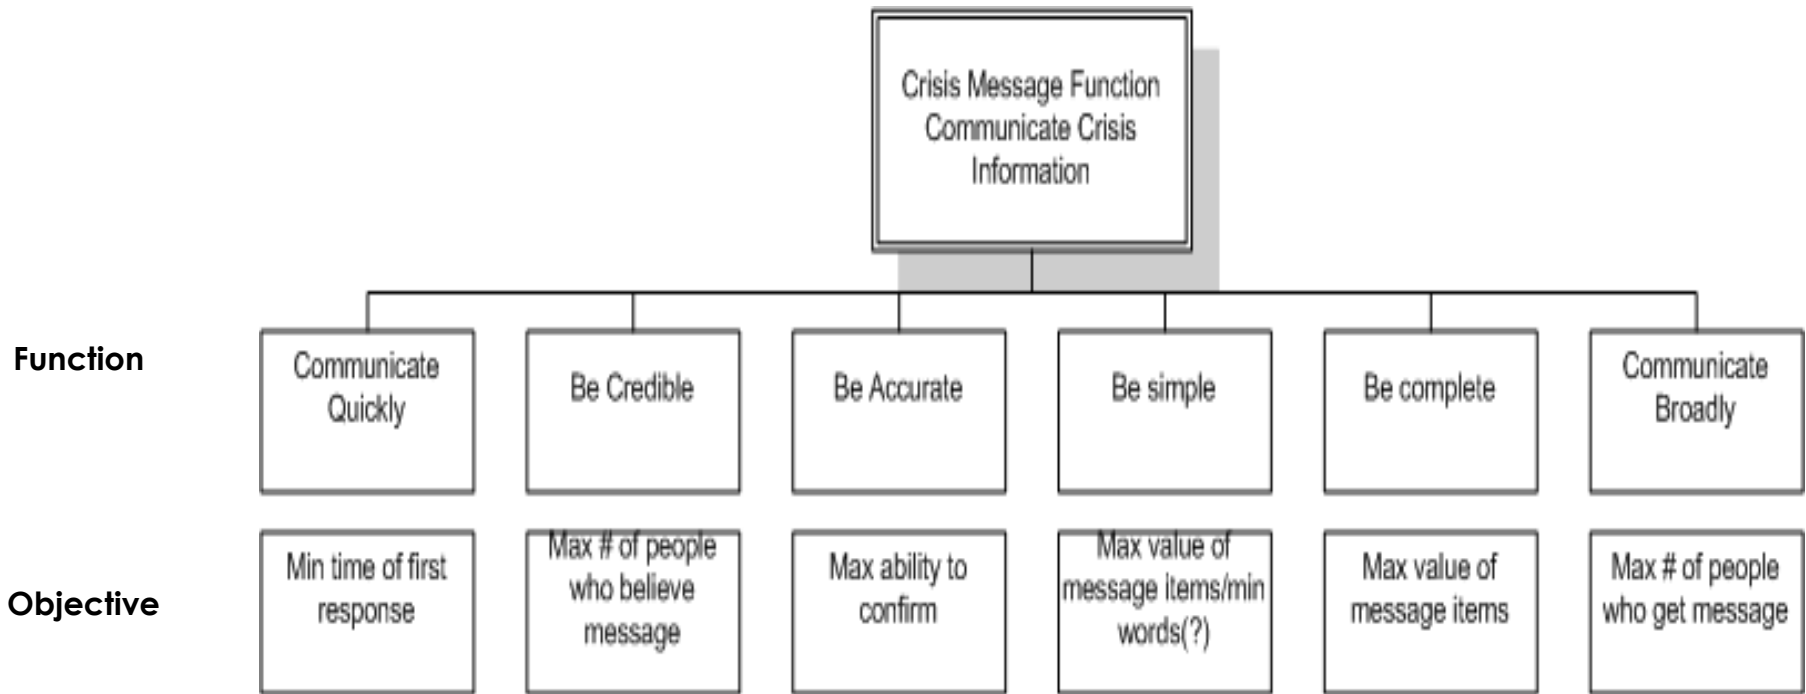 Crisis Message Function
Communicate Crisis
Information
Function
Communicate
Quickly
Be Credible
Be Accurate
Be simple
Be complete
Communicate
Broadly
Objective
Min time of first
response
Max # of people
who believe
message
Max ability to
confirm
Max value of
message items/min
words(?)
Max value of
message items
Max # of people
who get message